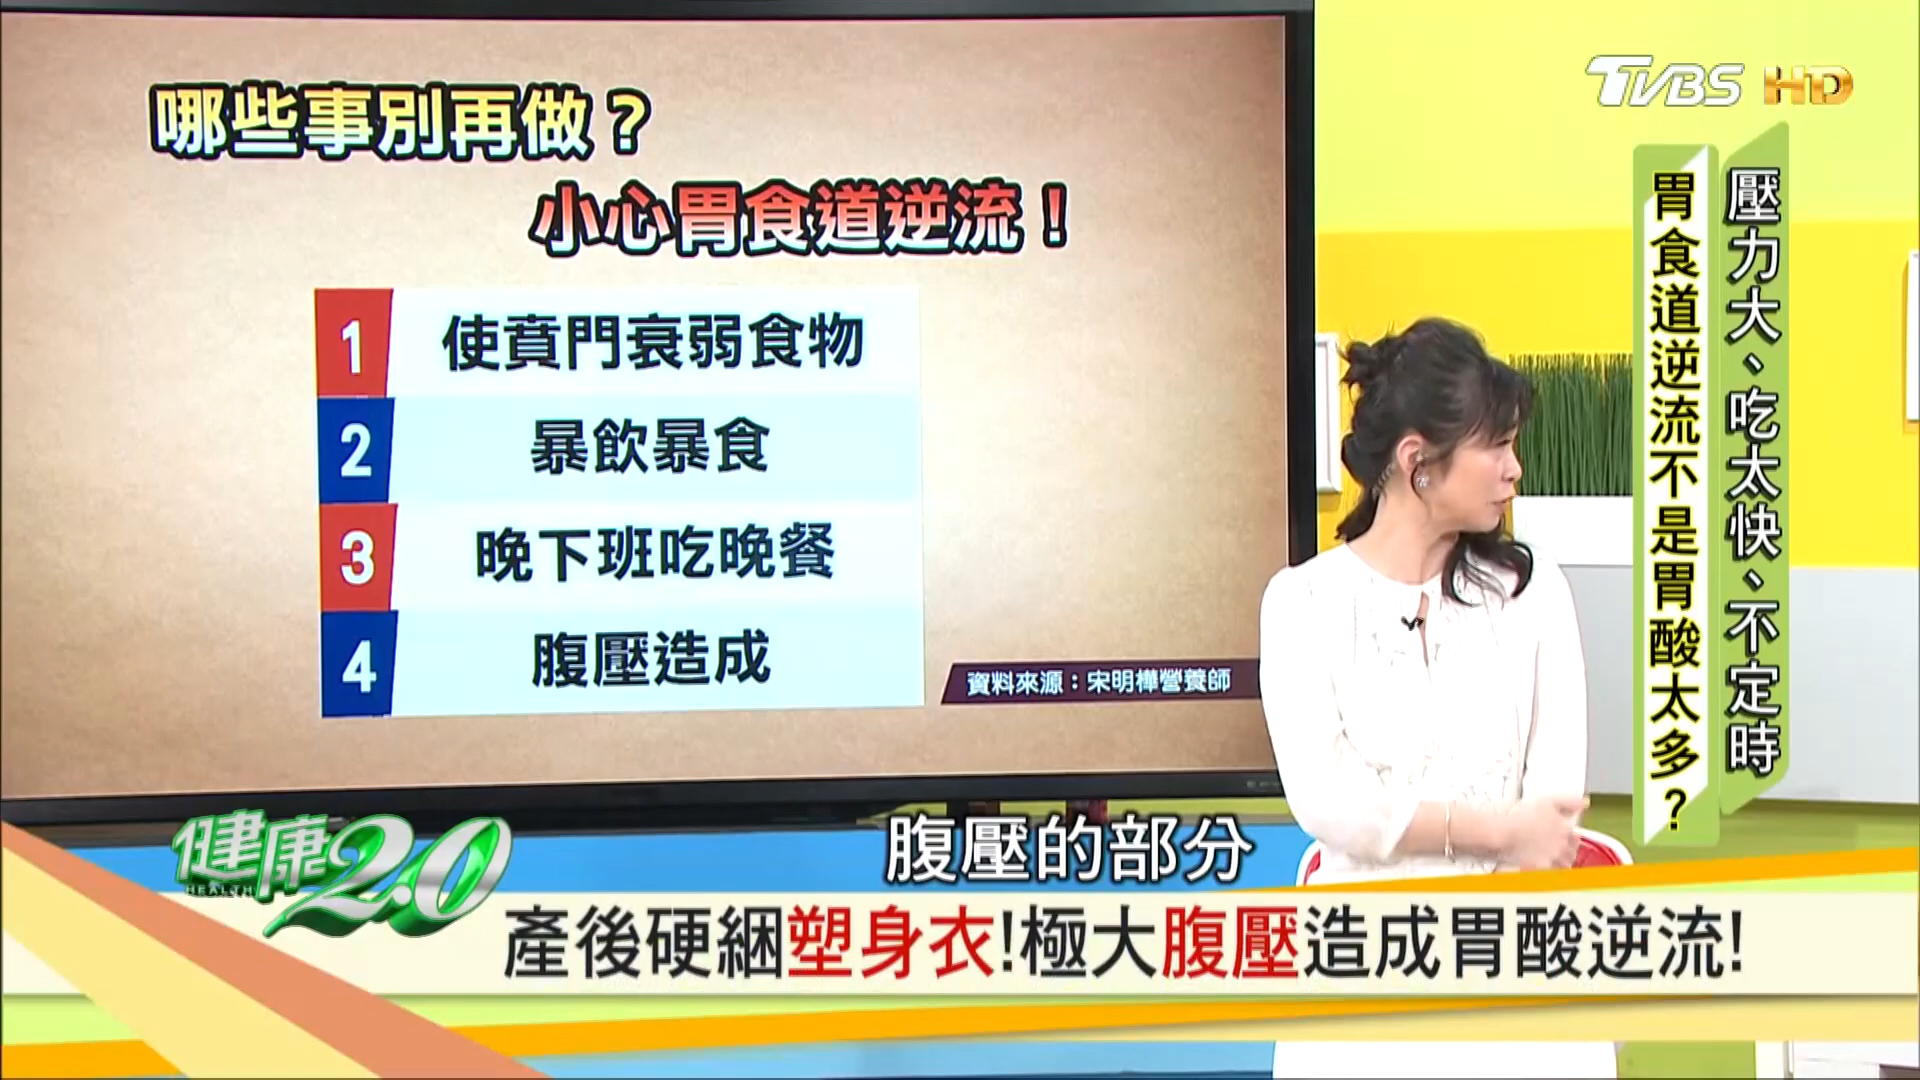 哪些事別再做？
小心胃食道逆流！
1 使賁門衰弱食物
2 暴飲暴食
3 晚下班吃晚餐
4 腹壓造成
資料來源：宋明樺營養師
TVBS HD
壓力大、吃太快、不定時
胃食道逆流不是胃酸太多？
健康2.0
HEALTHY
腹壓的部分
產後硬綑塑身衣！極大腹壓造成胃酸逆流！